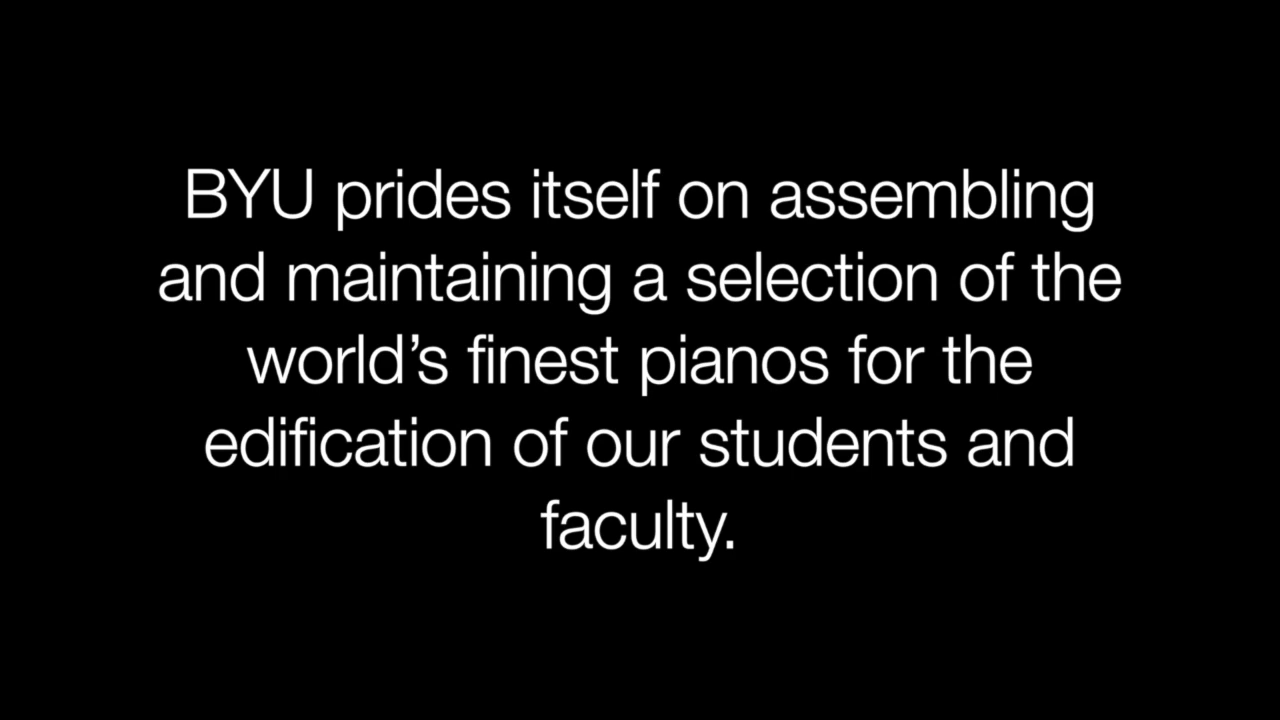 BYU prides itself on assembling
and maintaining a selection of the
world’s finest pianos for the
edification of our students and
faculty.